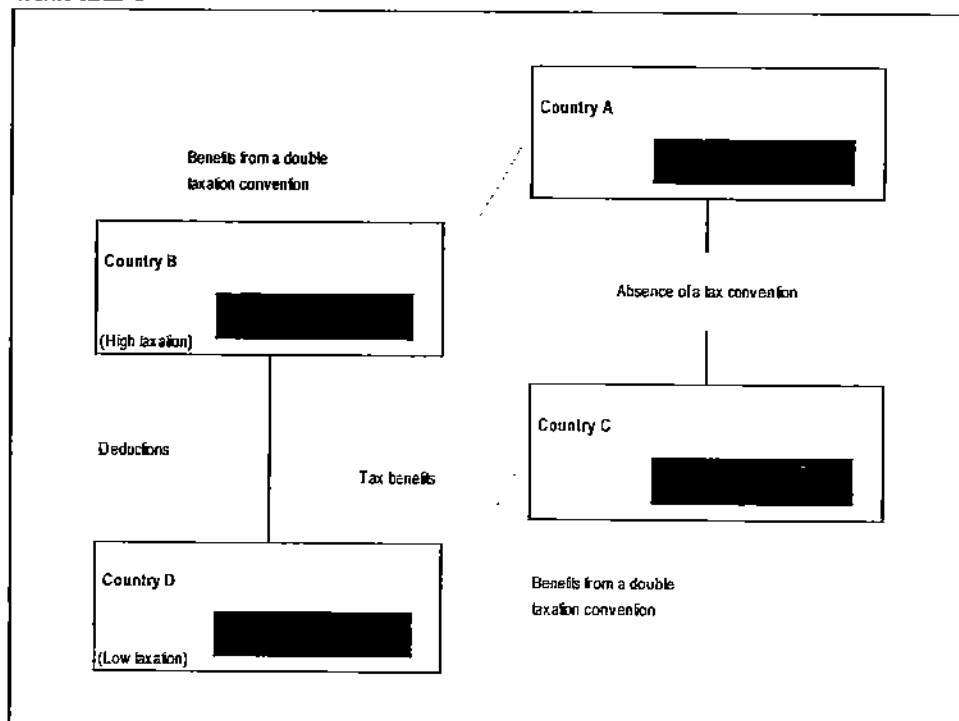 Country A
Benefits from a double
taxation convention
Country B
(High taxation)
Absence of a tax convention
Country C
Deductions
Tax benefits
Country D
(Low taxation)
Benefits from a double
taxation convention